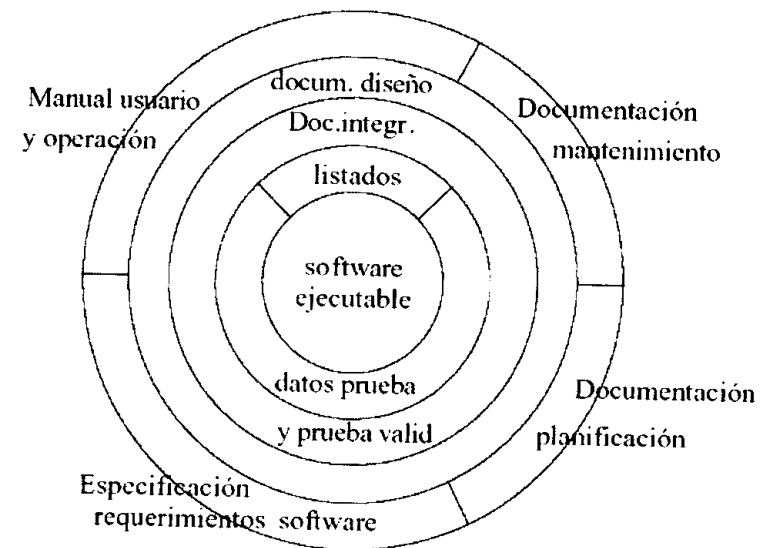 docum. diseño
Manual usuario
y operación
Documentación
mantenimiento
Doc.integr.
listados
software
ejecutable
datos prueba
y prueba valid
Documentación
planificación
Especificación
requerimientos software